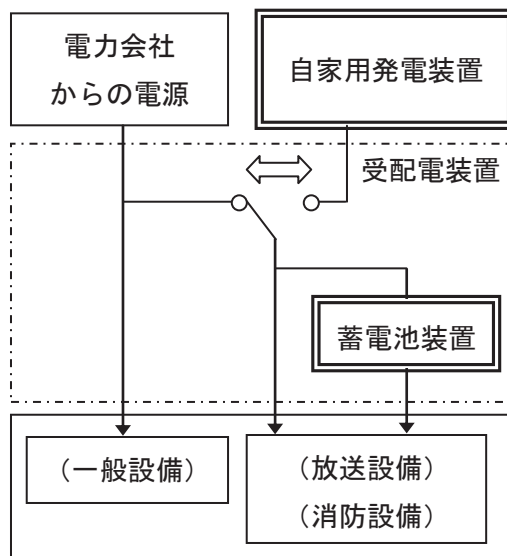 電力会社
からの電源
自家用発電装置
受配電装置
蓄電池装置
（一般設備）
（放送設備）
（消防設備）